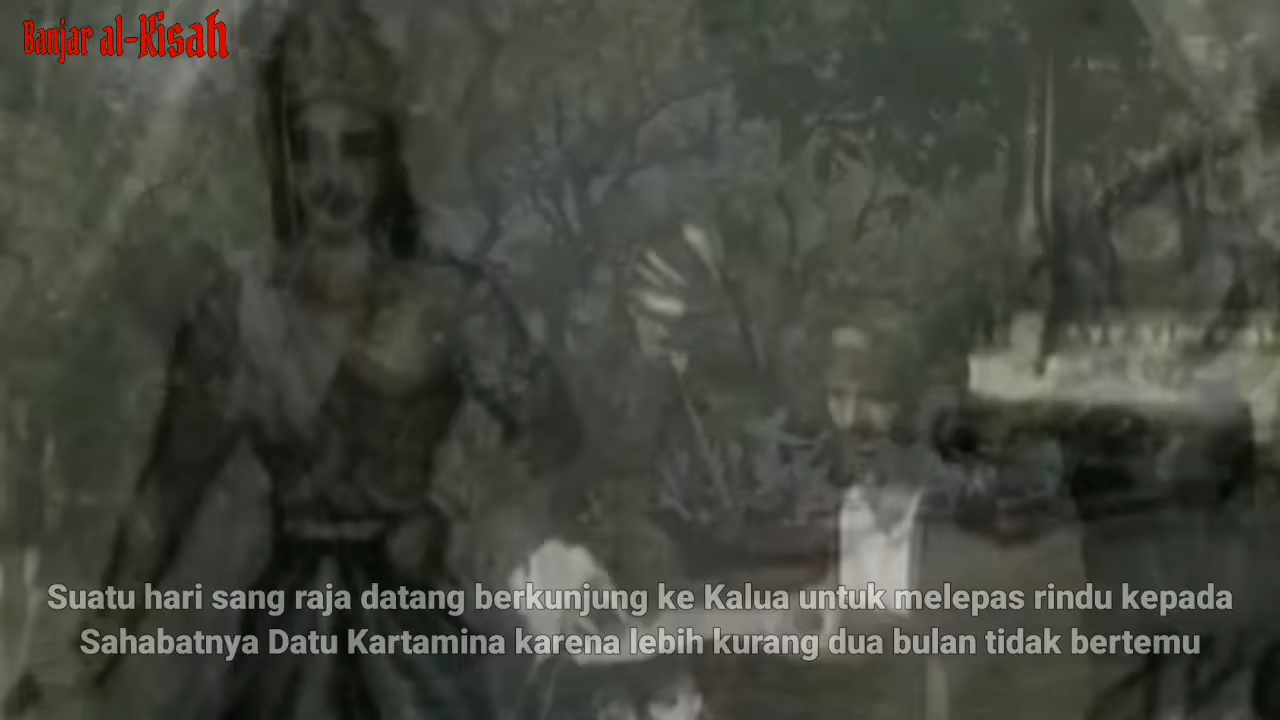 Banjar al-Kisah
Suatu hari sang raja datang berkunjung ke Kalua untuk melepas rindu kepada
Sahabatnya Datu Kartamina karena lebih kurang dua bulan tidak bertemu